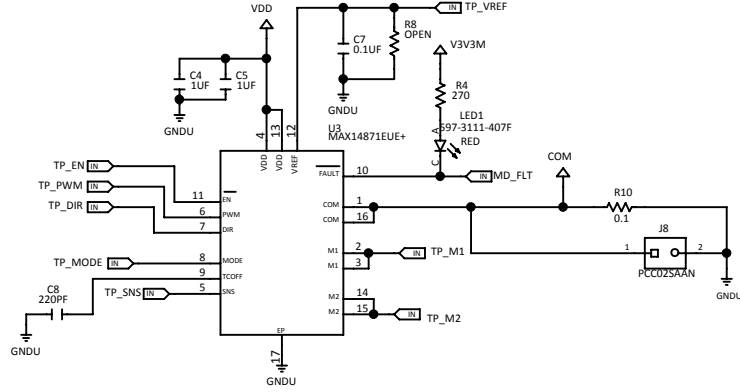 VDD
IN TP_VREF
R8
OPEN
C7
0.1UF
V3V3M
C4
1UF
C5
1UF
R4
270
GNDU
GNDU
LED1
597-3111-407F
RED
A
C
U3
MAX14871EUE+
4
13
12
VDD
VDD
VREF
TP_EN IN
11
EN
TP_PWM IN
6
PWM
TP_DIR IN
7
DIR
TP_MODE IN
8
MODE
9
TCOFF
TP_SNS IN
5
SNS
C8
220PF
GNDU
FAULT
10
IN MD_FLT
COM
1
COM
16
COM
R10
0.1
J8
1
2
PCC02SAAN
GNDU
M1
2
M1
3
IN TP_M1
M2
14
M2
15
IN TP_M2
EP
17
GNDU